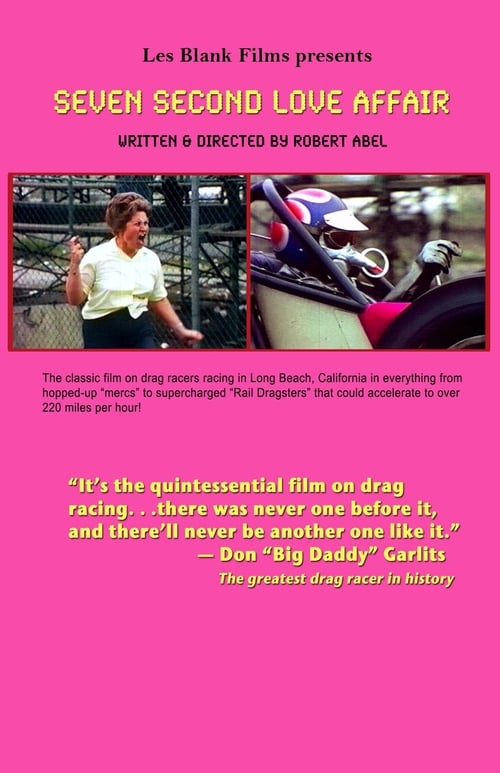 Les Blank Films presents
SEVEN SECOND LOVE AFFAIR
WRITTEN & DIRECTED BY ROBERT ABEL
The classic film on drag racers racing in Long Beach, California in everything from
hopped-up “mercs” to supercharged “Rail Dragsters” that could accelerate to over
220 miles per hour!
“It’s the quintessential film on drag
racing. . .there was never one before it,
and there’ll never be another one like it.”
— Don “Big Daddy” Garlits
The greatest drag racer in history